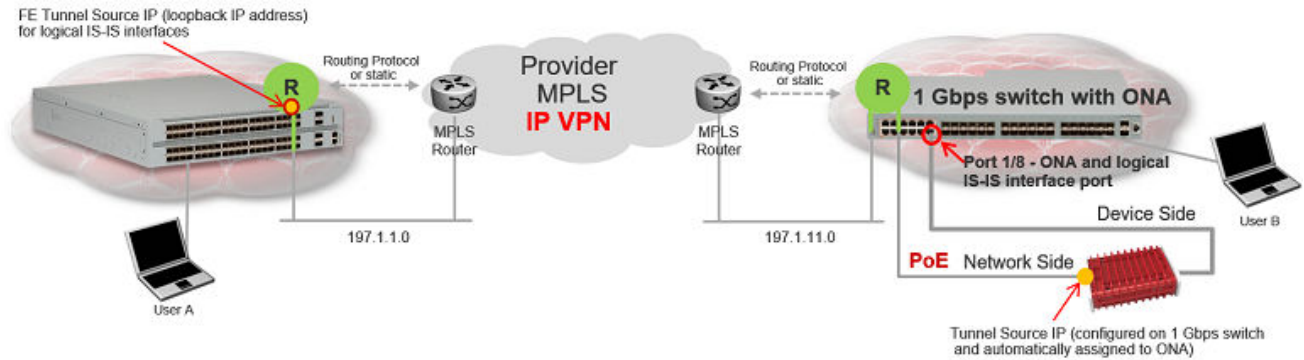 FE Tunnel Source IP (loopback IP address)
for logical IS-IS interfaces
R
Routing Protocol
or static
MPLS
Router
Provider
MPLS
IP VPN
MPLS
Router
Routing Protocol
or static
R
1 Gbps switch with ONA
Port 1/8 - ONA and logical
IS-IS interface port
User B
Device Side
197.1.1.0
197.1.11.0
PoE Network Side
User A
Tunnel Source IP (configured on 1 Gbps switch
and automatically assigned to ONA)